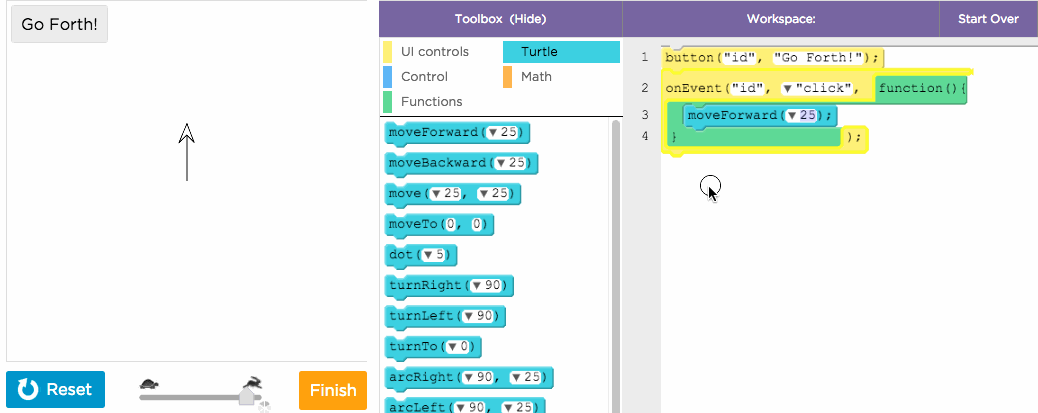 Go Forth!
Reset
Finish
Toolbox (Hide)
Workspace:
Start Over
UI controls
Turtle
Control
Math
Functions
moveForward(▼25)
moveBackward(▼25)
move(▼25, ▼25)
moveTo(0, 0)
dot(▼5)
turnRight(▼90)
turnLeft(▼90)
turnTo(▼0)
arcRight(▼90, ▼25)
arcLeft(▼90, ▼25)
1 button("id", "Go Forth!");
2 onEvent("id", ▼"click", function(){
3 moveForward(▼25);
4 } );